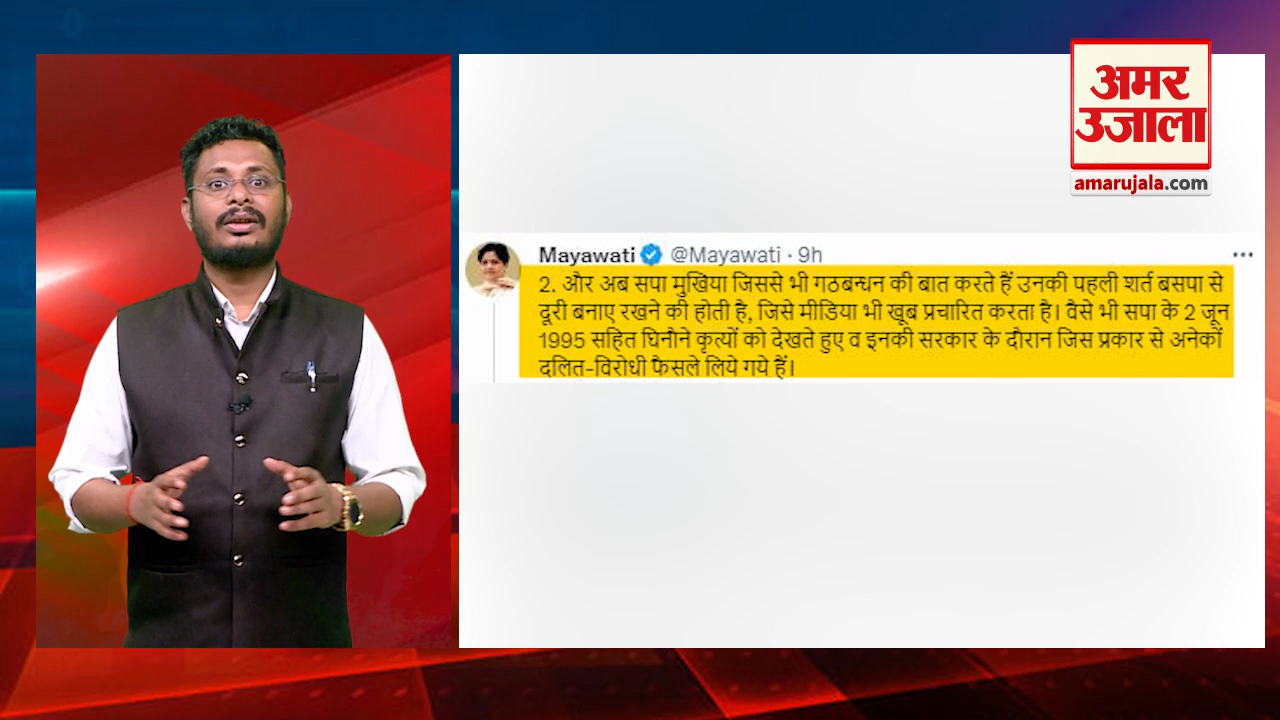 अमर
उजाला
amarujala.com
Mayawati @Mayawati · 9h
2. और अब सपा मुखिया जिससे भी गठबन्धन की बात करते हैं उनकी पहली शर्त बसपा से
दूरी बनाए रखने की होती है, जिसे मीडिया भी खूब प्रचारित करता है। वैसे भी सपा के 2 जून
1995 सहित घिनौने कृत्यों को देखते हुए व इनकी सरकार के दौरान जिस प्रकार से अनेकों
दलित-विरोधी फैसले लिये गये हैं।